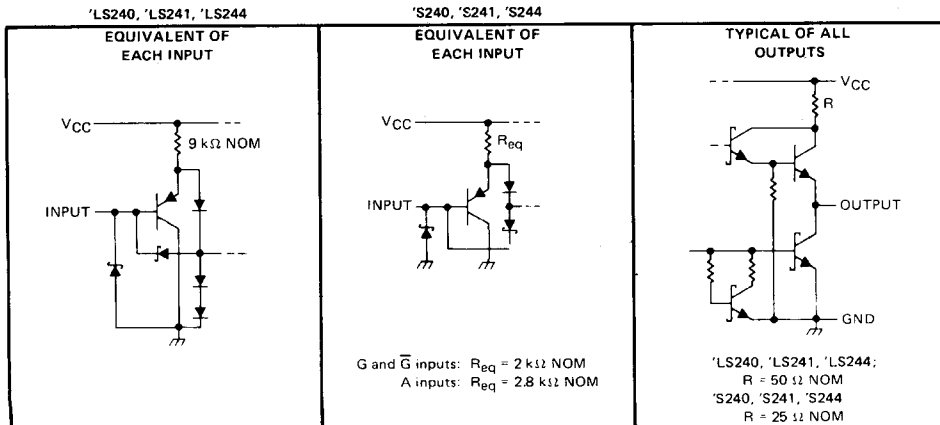 'LS240, 'LS241, 'LS244
'S240, 'S241, 'S244
EQUIVALENT OF
EACH INPUT
VCC
9 kΩ NOM
INPUT
EQUIVALENT OF
EACH INPUT
VCC
Req
INPUT
G and G̅ inputs: Req = 2 kΩ NOM
A inputs: Req = 2.8 kΩ NOM
TYPICAL OF ALL
OUTPUTS
VCC
R
OUTPUT
GND
'LS240, 'LS241, 'LS244;
R = 50 Ω NOM
'S240, 'S241, 'S244
R = 25 Ω NOM